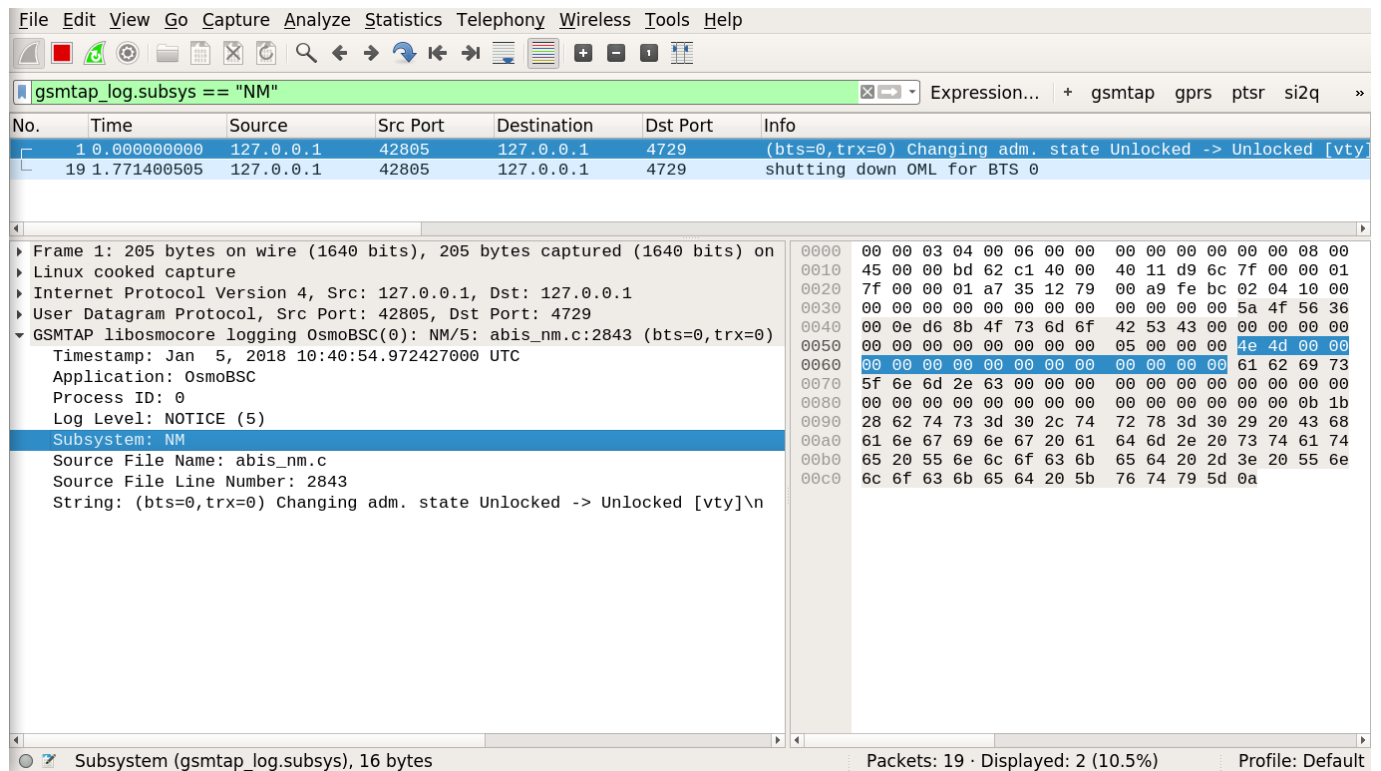 File Edit View Go Capture Analyze Statistics Telephony Wireless Tools Help
gsmtap_log.subsys == "NM" Expression… + gsmtap gprs ptsr si2q »
No. Time Source Src Port Destination Dst Port Info
1 0.000000000 127.0.0.1 42805 127.0.0.1 4729 (bts=0,trx=0) Changing adm. state Unlocked -> Unlocked [vty]
19 1.771400505 127.0.0.1 42805 127.0.0.1 4729 shutting down OML for BTS 0
Frame 1: 205 bytes on wire (1640 bits), 205 bytes captured (1640 bits) on
Linux cooked capture
Internet Protocol Version 4, Src: 127.0.0.1, Dst: 127.0.0.1
User Datagram Protocol, Src Port: 42805, Dst Port: 4729
GSMTAP libosmocore logging OsmoBSC(0): NM/5: abis_nm.c:2843 (bts=0,trx=0)
Timestamp: Jan  5, 2018 10:40:54.972427000 UTC
Application: OsmoBSC
Process ID: 0
Log Level: NOTICE (5)
Subsystem: NM
Source File Name: abis_nm.c
Source File Line Number: 2843
String: (bts=0,trx=0) Changing adm. state Unlocked -> Unlocked [vty]\n
0000 00 00 03 04 00 06 00 00 00 00 00 00 00 00 08 00
0010 45 00 00 bd 62 c1 40 00 40 11 d9 6c 7f 00 00 01
0020 7f 00 00 01 a7 35 12 79 00 a9 fe bc 02 04 10 00
0030 00 00 00 00 00 00 00 00 00 00 00 00 5a 4f 56 36
0040 00 0e d6 8b 4f 73 6d 6f 42 53 43 00 00 00 00 00
0050 00 00 00 00 00 00 00 00 05 00 00 00 4e 4d 00 00
0060 00 00 00 00 00 00 00 00 00 00 00 00 61 62 69 73
0070 5f 6e 6d 2e 63 00 00 00 00 00 00 00 00 00 00 00
0080 00 00 00 00 00 00 00 00 00 00 00 00 00 00 0b 1b
0090 28 62 74 73 3d 30 2c 74 72 78 3d 30 29 20 43 68
00a0 61 6e 67 69 6e 67 20 61 64 6d 2e 20 73 74 61 74
00b0 65 20 55 6e 6c 6f 63 6b 65 64 20 2d 3e 20 55 6e
00c0 6c 6f 63 6b 65 64 20 5b 76 74 79 5d 0a
Subsystem (gsmtap_log.subsys), 16 bytes Packets: 19 · Displayed: 2 (10.5%) Profile: Default